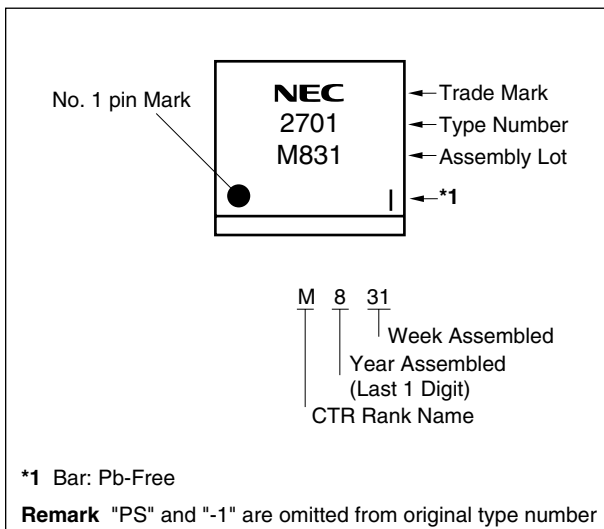 No. 1 pin Mark
NEC
2701
M831
Trade Mark
Type Number
Assembly Lot
*1
M 8 31
Week Assembled
Year Assembled
(Last 1 Digit)
CTR Rank Name
*1 Bar: Pb-Free
Remark "PS" and "-1" are omitted from original type number